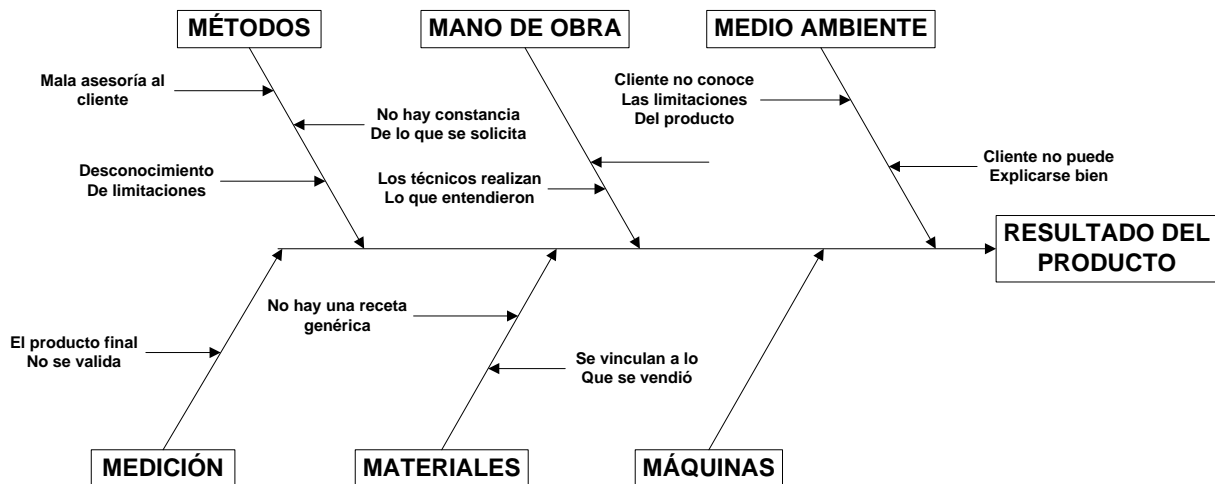 MÉTODOS
MANO DE OBRA
MEDIO AMBIENTE
Mala asesoría al
cliente
No hay constancia
De lo que se solicita
Desconocimiento
De limitaciones
Los técnicos realizan
Lo que entendieron
Cliente no conoce
Las limitaciones
Del producto
Cliente no puede
Explicarse bien
RESULTADO DEL
PRODUCTO
El producto final
No se valida
No hay una receta
genérica
Se vinculan a lo
Que se vendió
MEDICIÓN
MATERIALES
MÁQUINAS